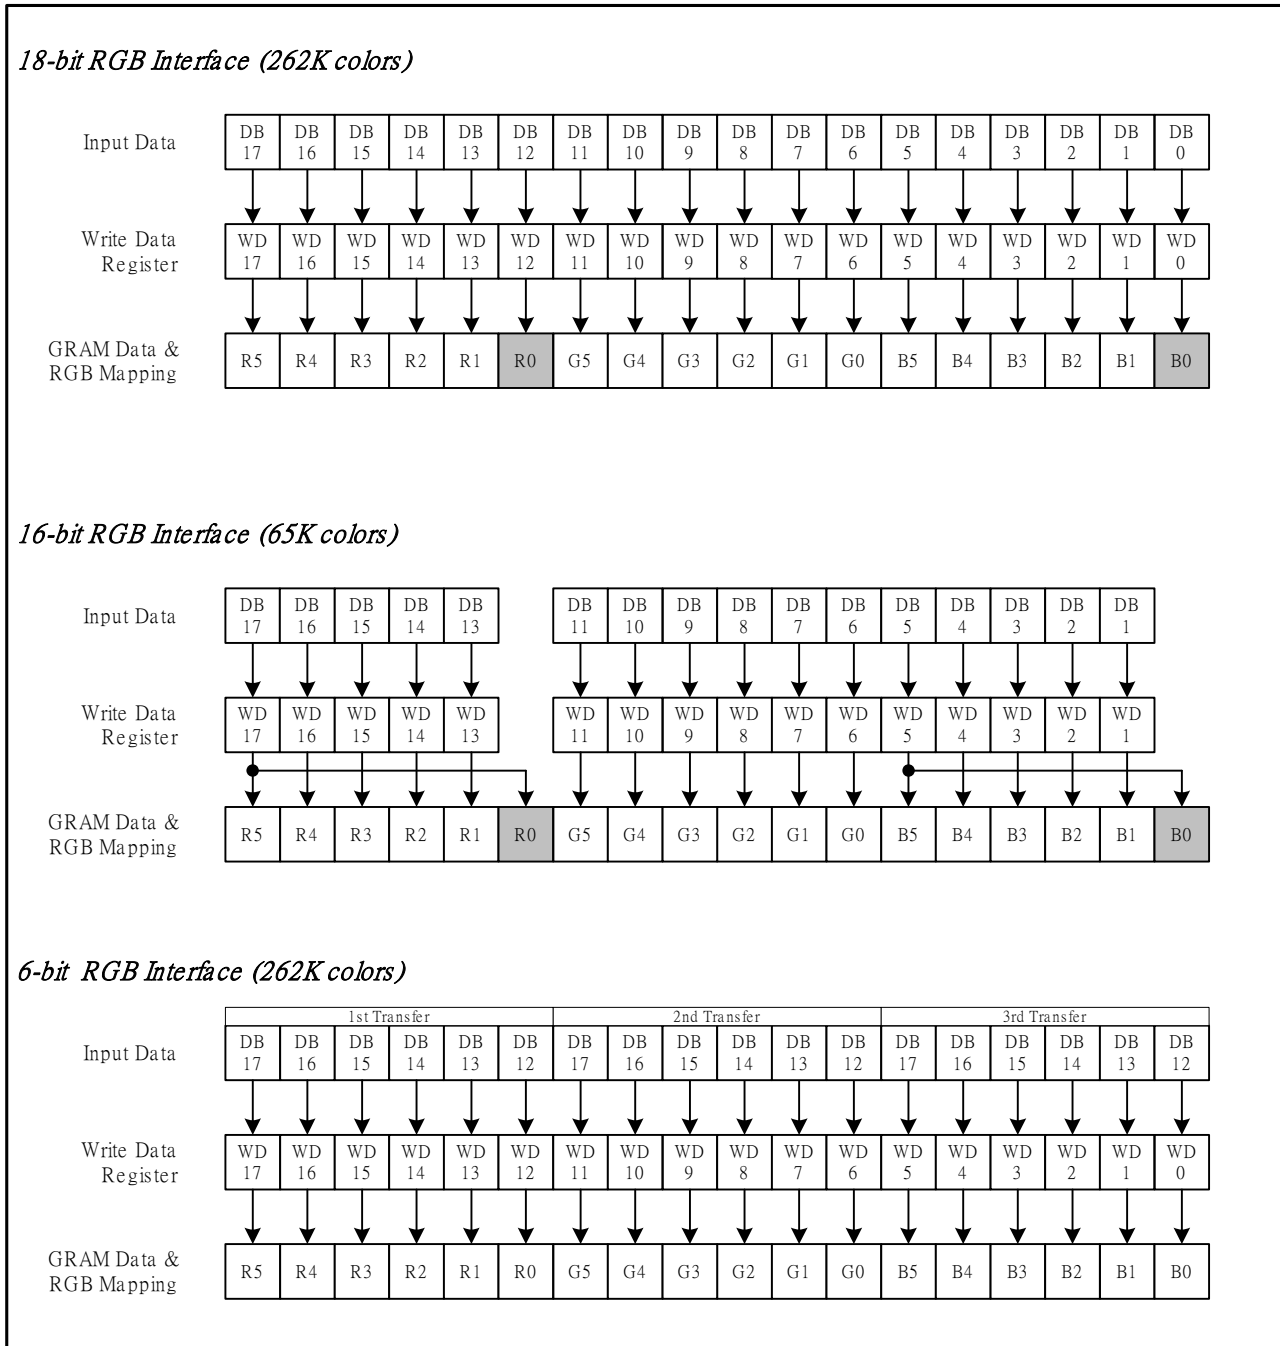 18-bit RGB Interface (262K colors)
Input Data
DB 17 DB 16 DB 15 DB 14 DB 13 DB 12 DB 11 DB 10 DB 9 DB 8 DB 7 DB 6 DB 5 DB 4 DB 3 DB 2 DB 1 DB 0
Write Data
Register
WD 17 WD 16 WD 15 WD 14 WD 13 WD 12 WD 11 WD 10 WD 9 WD 8 WD 7 WD 6 WD 5 WD 4 WD 3 WD 2 WD 1 WD 0
GRAM Data &
RGB Mapping
R5 R4 R3 R2 R1 R0 G5 G4 G3 G2 G1 G0 B5 B4 B3 B2 B1 B0
16-bit RGB Interface (65K colors)
Input Data
DB 17 DB 16 DB 15 DB 14 DB 13 DB 11 DB 10 DB 9 DB 8 DB 7 DB 6 DB 5 DB 4 DB 3 DB 2 DB 1
Write Data
Register
WD 17 WD 16 WD 15 WD 14 WD 13 WD 11 WD 10 WD 9 WD 8 WD 7 WD 6 WD 5 WD 4 WD 3 WD 2 WD 1
GRAM Data &
RGB Mapping
R5 R4 R3 R2 R1 R0 G5 G4 G3 G2 G1 G0 B5 B4 B3 B2 B1 B0
6-bit RGB Interface (262K colors)
1st Transfer 2nd Transfer 3rd Transfer
Input Data
DB 17 DB 16 DB 15 DB 14 DB 13 DB 12 DB 17 DB 16 DB 15 DB 14 DB 13 DB 12 DB 17 DB 16 DB 15 DB 14 DB 13 DB 12
Write Data
Register
WD 17 WD 16 WD 15 WD 14 WD 13 WD 12 WD 11 WD 10 WD 9 WD 8 WD 7 WD 6 WD 5 WD 4 WD 3 WD 2 WD 1 WD 0
GRAM Data &
RGB Mapping
R5 R4 R3 R2 R1 R0 G5 G4 G3 G2 G1 G0 B5 B4 B3 B2 B1 B0